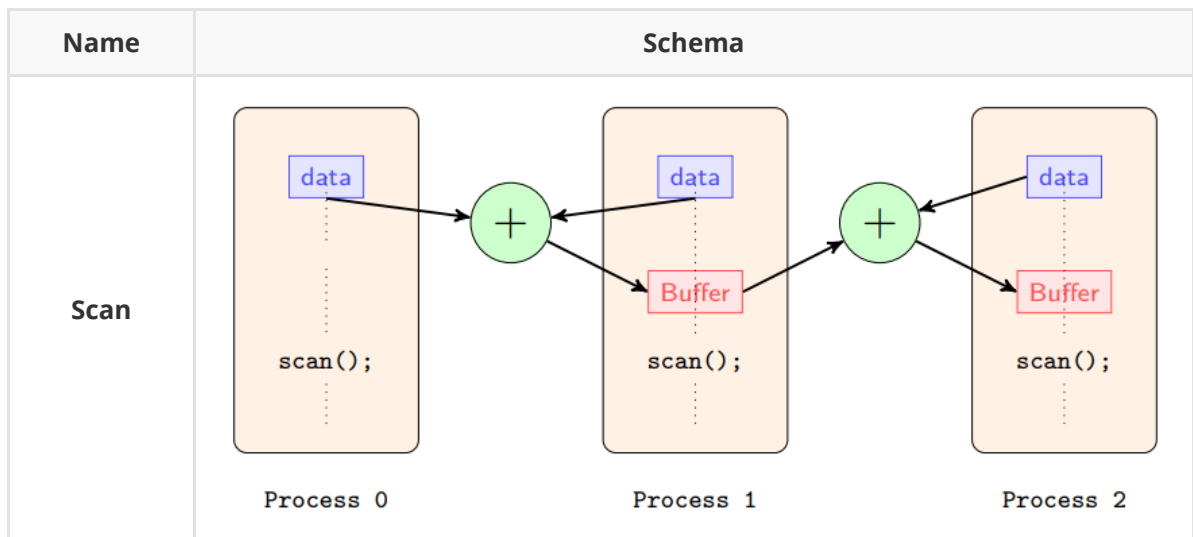 Name Schema
data data data
+ +
Buffer Buffer
Scan
scan(); scan(); scan();
Process 0 Process 1 Process 2